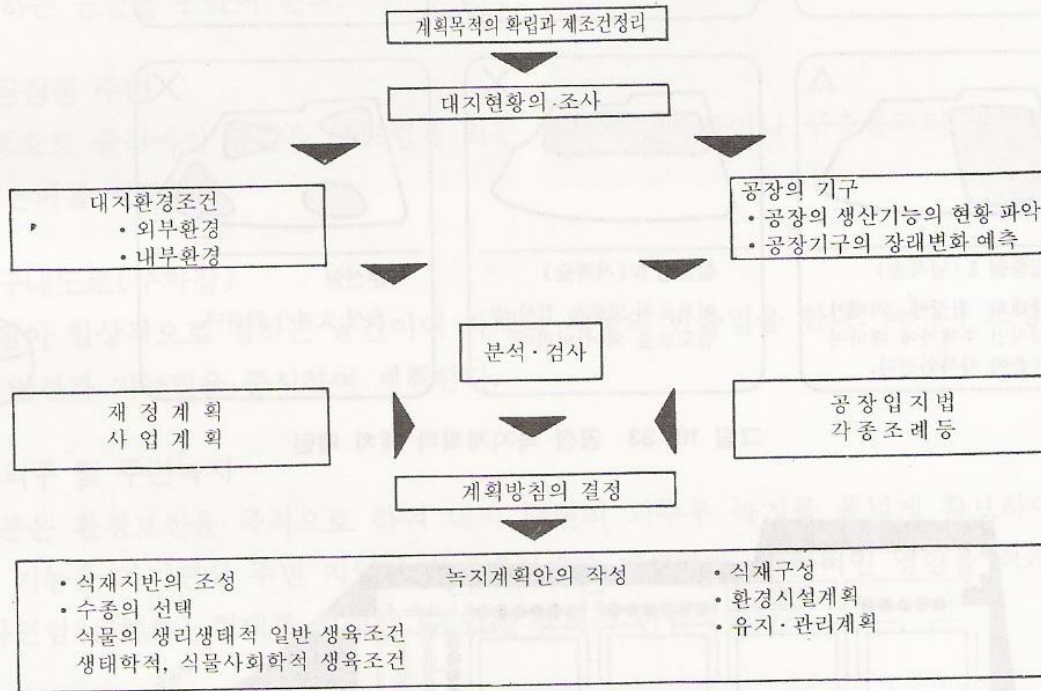 계획목적의 확립과 제조건정리
대지현황의 조사
대지환경조건
• 외부환경
• 내부환경
공장의 기구
• 공장의 생산기능의 현황 파악
• 공장기구의 장래변화 예측
분석·검사
재정계획
사업계획
공장입지법
각종조례등
계획방침의 결정
녹지계획안의 작성
• 식재지반의 조성
• 수종의 선택
식물의 생리생태적 일반 생육조건
생태학적, 식물사회학적 생육조건
• 식재구성
• 환경시설계획
• 유지·관리계획